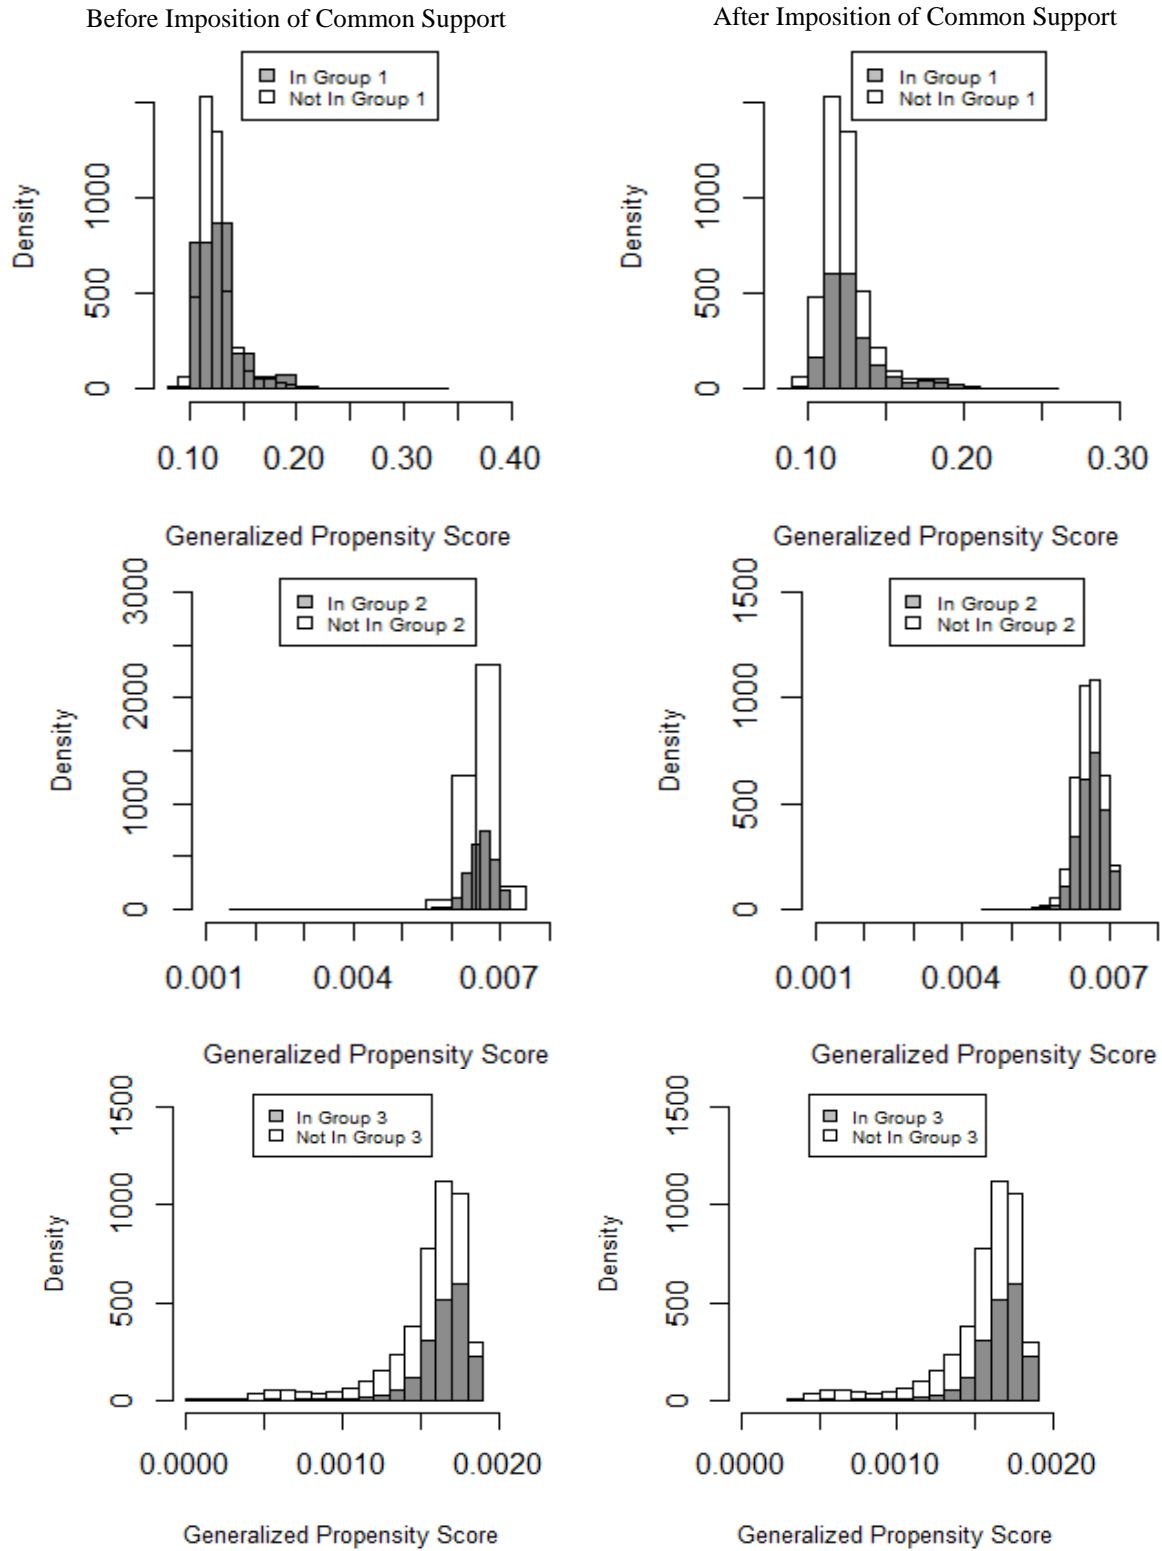 Before Imposition of Common Support
After Imposition of Common Support
In Group 1
Not In Group 1
Density
0
500
1000
0.10
0.20
0.30
0.40
Generalized Propensity Score
In Group 1
Not In Group 1
Density
0
500
1000
0.10
0.20
0.30
Generalized Propensity Score
In Group 2
Not In Group 2
Density
0
1000
2000
3000
0.001
0.004
0.007
Generalized Propensity Score
In Group 2
Not In Group 2
Density
0
500
1000
1500
0.001
0.004
0.007
Generalized Propensity Score
In Group 3
Not In Group 3
Density
0
500
1000
1500
0.0000
0.0010
0.0020
Generalized Propensity Score
In Group 3
Not In Group 3
Density
0
500
1000
1500
0.0000
0.0010
0.0020
Generalized Propensity Score